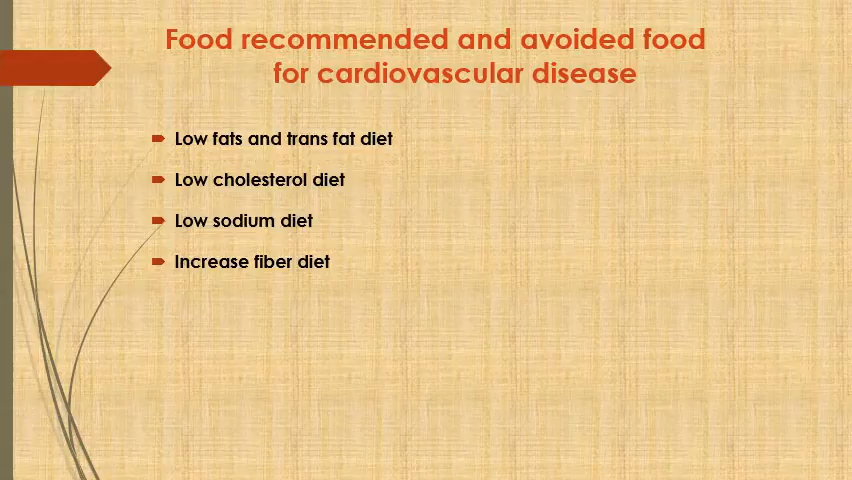 Food recommended and avoided food
for cardiovascular disease
Low fats and trans fat diet
Low cholesterol diet
Low sodium diet
Increase fiber diet